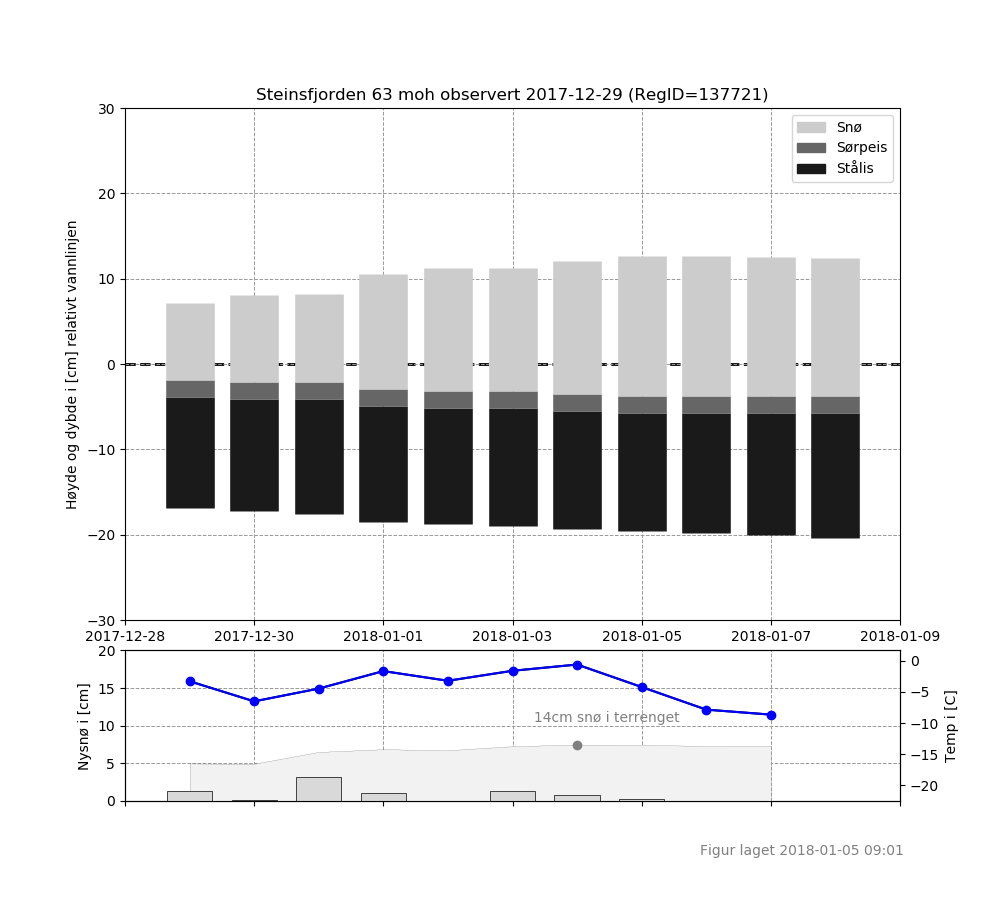 Steinsfjorden 63 moh observert 2017-12-29 (RegID=137721)
Snø
Sørpeis
Stålis
Høyde og dybde i [cm] relativt vannlinjen
30
20
10
0
−10
−20
−30
2017-12-28 2017-12-30 2018-01-01 2018-01-03 2018-01-05 2018-01-07 2018-01-09
Nysnø i [cm]
20
15
10
5
0
14cm snø i terrenget
0
−5
−10
−15
−20
Temp i [C]
Figur laget 2018-01-05 09:01